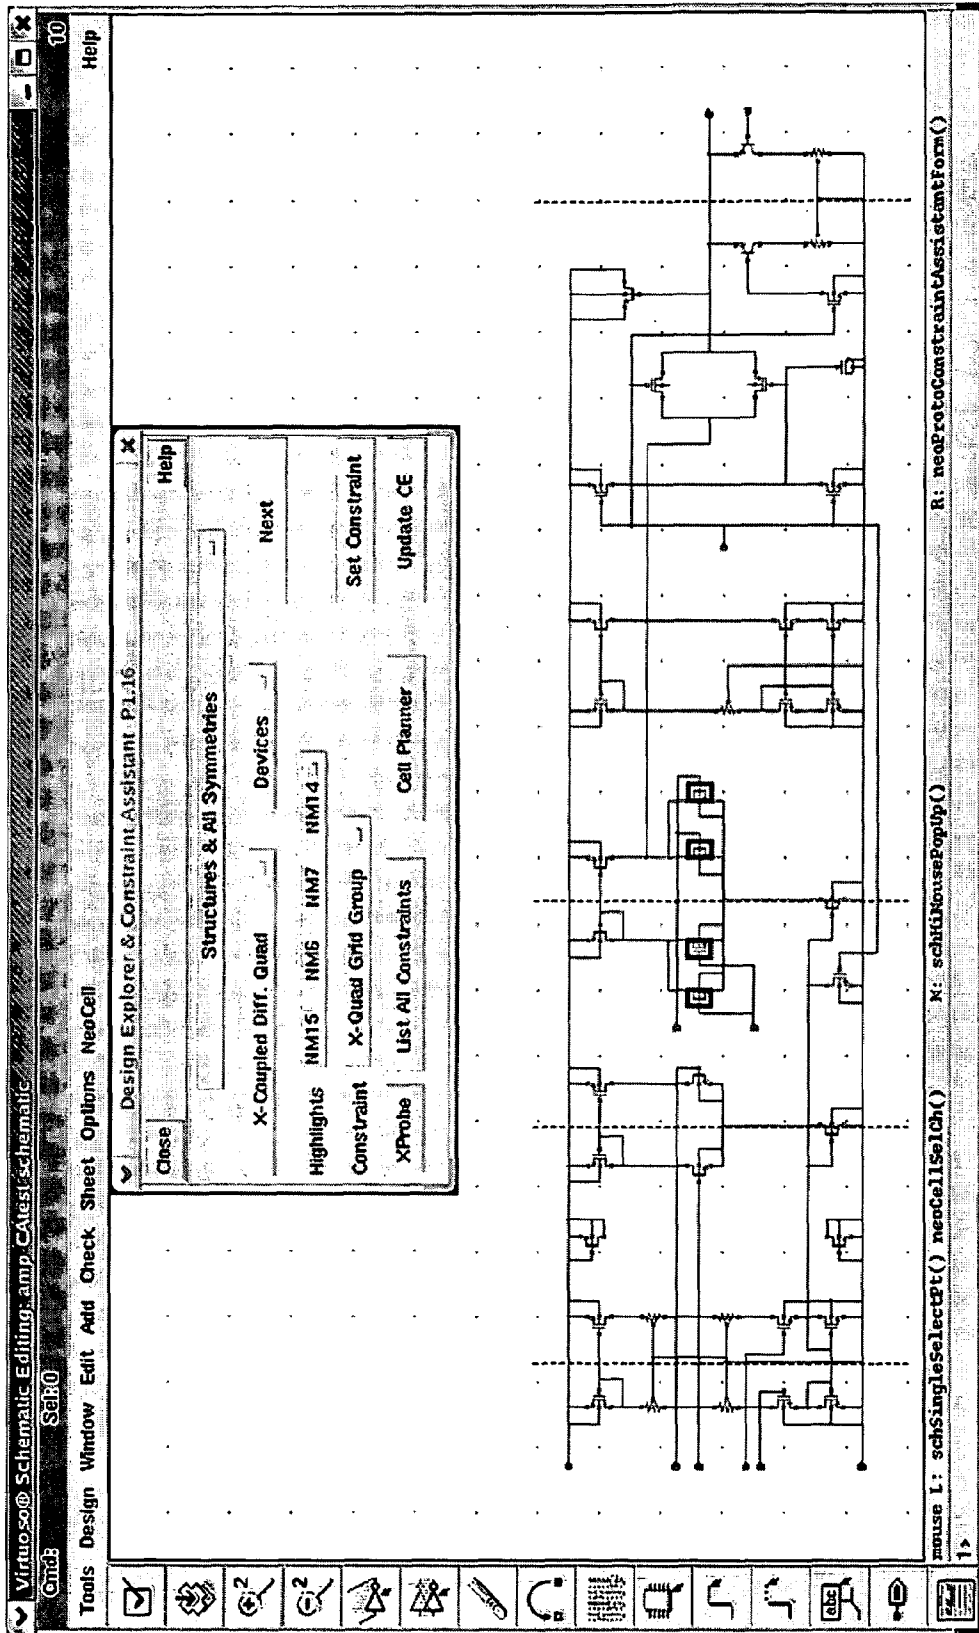 Virtuoso® Schematic Editing: amp CAtest schematic
Cmd: Sel: 0 10
Tools Design Window Edit Add Check Sheet Options NeoCell Help
Design Explorer & Constraint Assistant P.1.16
Close Help
Structures & All Symmetries
X-Coupled Diff. Quad Devices Next
Highlights NM15 NM6 NM7 NM14
Constraint X-Quad Grid Group Set Constraint
XProbe List All Constraints Cell Planner Update CE
abc
mouse L: schSingleSelectPt() neoCellSelCh() M: schHiMousePopUp() R: neoProtoConstraintAssistantForm()
1>